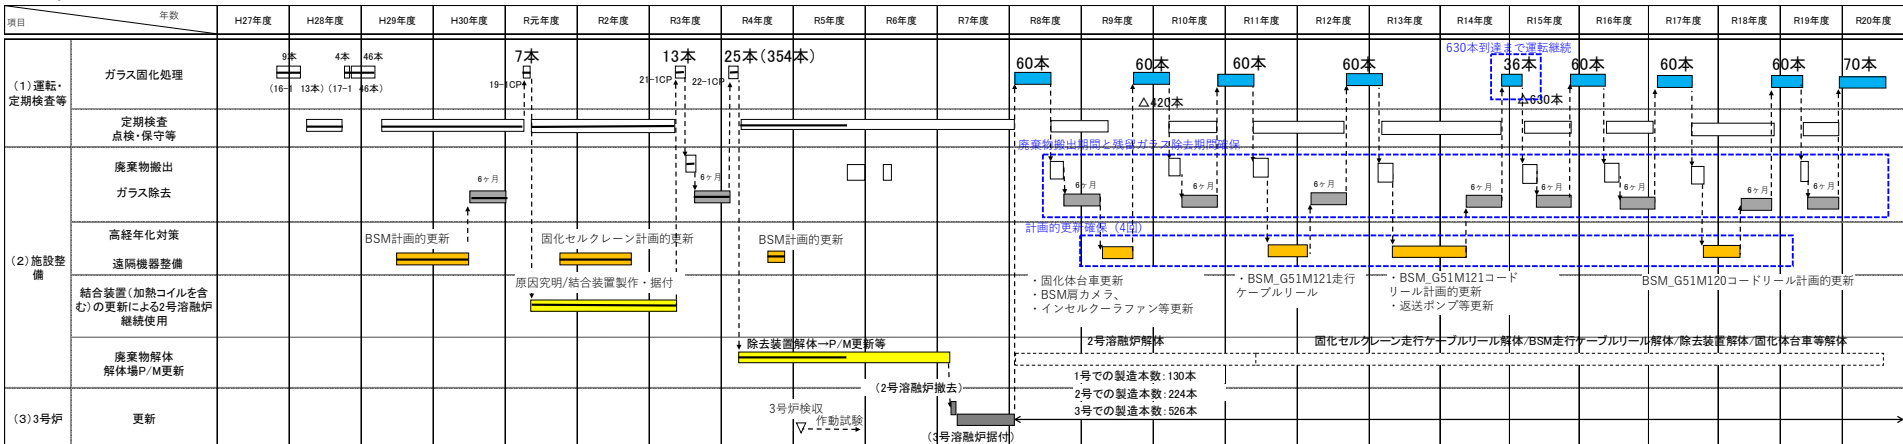 項目
年数
H27年度 H28年度 H29年度 H30年度 R元年度 R2年度 R3年度 R4年度 R5年度 R6年度 R7年度 R8年度 R9年度 R10年度 R11年度 R12年度 R13年度 R14年度 R15年度 R16年度 R17年度 R18年度 R19年度 R20年度
(1)運転・
定期検査等
ガラス固化処理
9本
4本
46本
(16-1 13本)
(17-1 46本)
7本
19-1CP
13本
21-1CP
25本(354本)
22-1CP
60本
60本
60本
60本
630本到達まで運転継続
36本
60本
60本
60本
70本
△420本
△630本
定期検査
点検・保守等
(2)施設整
備
廃棄物搬出
ガラス除去
6ヶ月
6ヶ月
廃棄物搬出期間と残留ガラス除去期間確保
6ヶ月
6ヶ月
6ヶ月
6ヶ月
6ヶ月
6ヶ月
6ヶ月
6ヶ月
高経年化対策
遠隔機器整備
BSM計画的更新
固化セルクレーン計画的更新
BSM計画的更新
計画的更新確保(4回)
・固化体台車更新
・BSM肩カメラ、
・インセルクーラファン等更新
・BSM_G51M121走行
ケーブルリール
・BSM_G51M121コード
リール計画的更新
・返送ポンプ等更新
BSM_G51M120コードリール計画的更新
結合装置(加熱コイルを含
む)の更新による2号溶融炉
継続使用
原因究明/結合装置製作・据付
廃棄物解体
解体場P/M更新
除去装置解体→P/M更新等
2号溶融炉解体
固化セルクレーン走行ケーブルリール解体/BSM走行ケーブルリール解体/除去装置解体/固化体台車等解体
1号での製造本数:130本
2号での製造本数:224本
3号での製造本数:526本
(3)3号炉
更新
3号炉検収
▽ 作動試験
(2号溶融炉撤去)
(3号溶融炉据付)